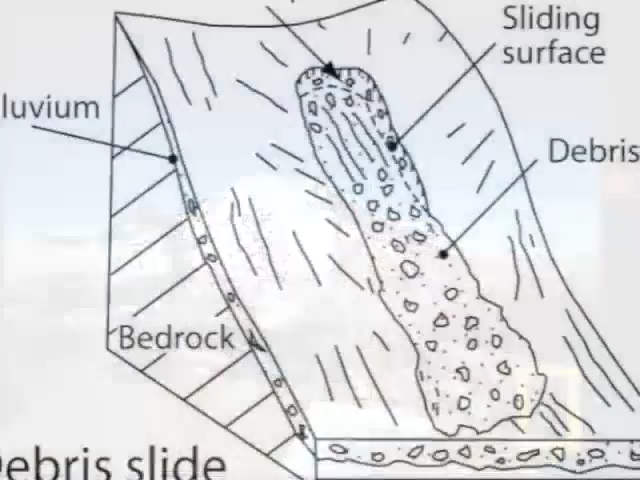 Sliding
surface
luvium
Debris
Bedrock
ebris slide